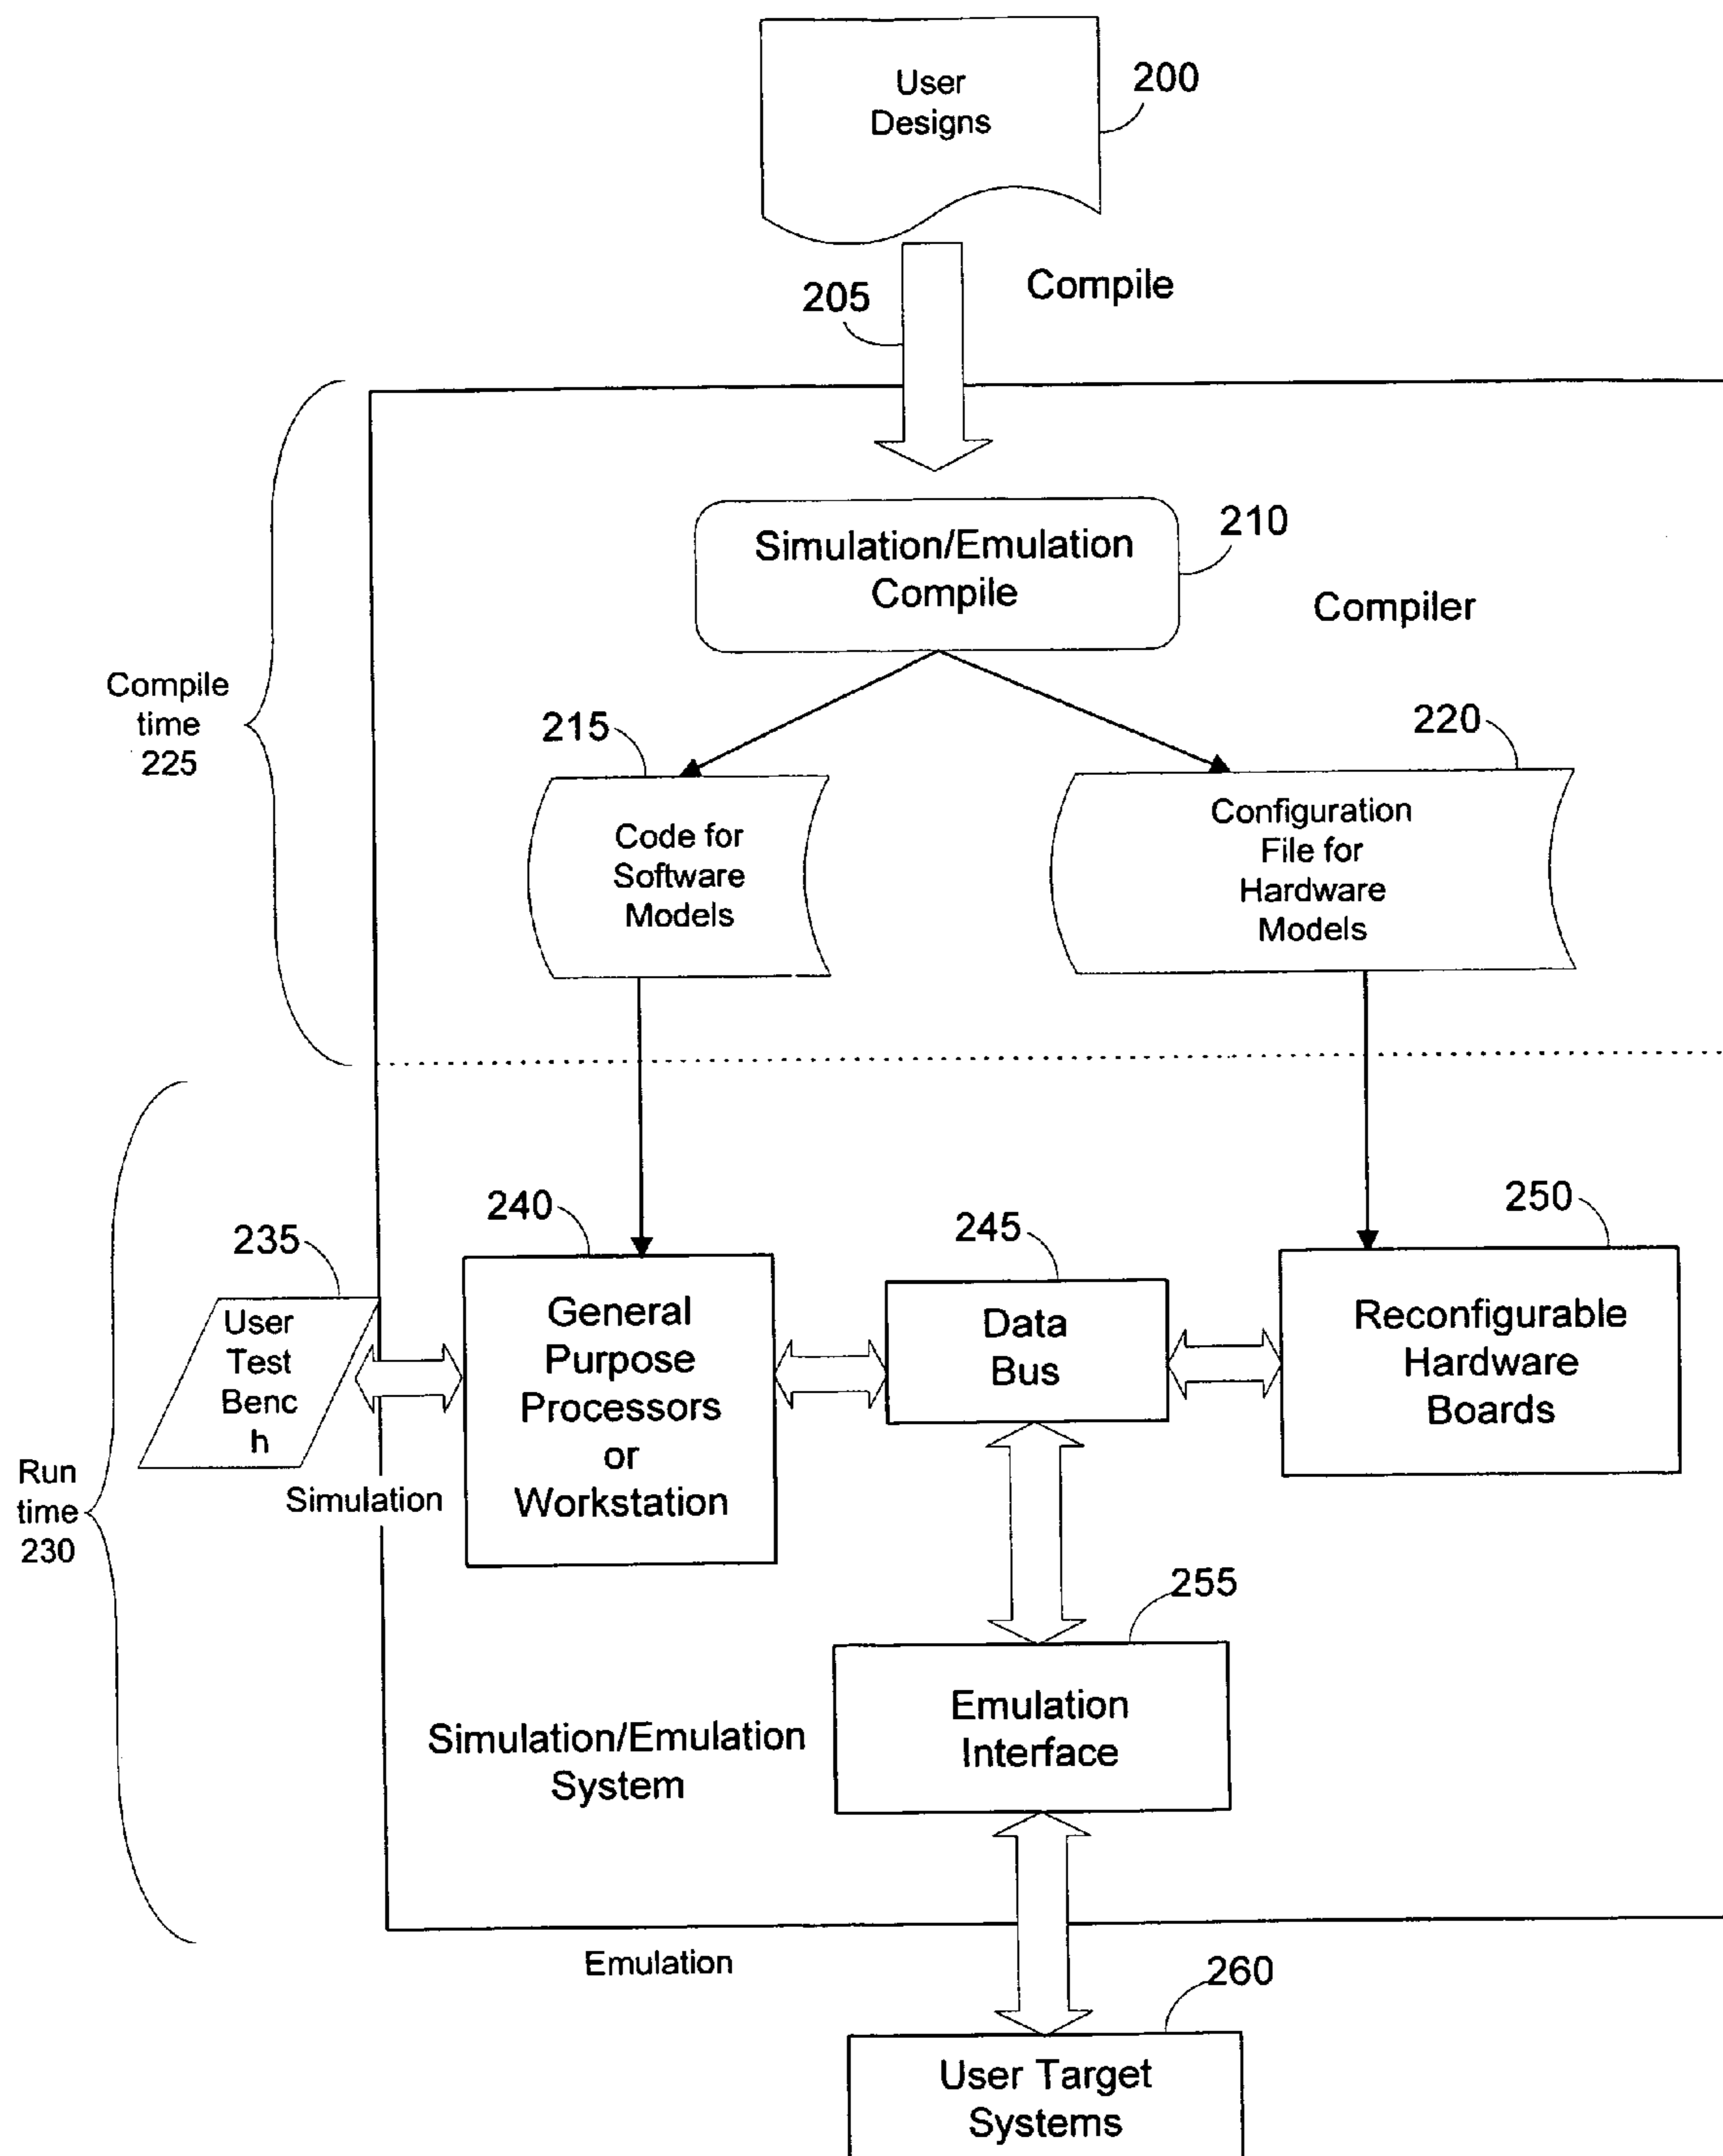 User
Designs
200
205
Compile
Simulation/Emulation
Compile
210
Compiler
Compile
time
225
215
220
Code for
Software
Models
Configuration
File for
Hardware
Models
235
240
245
250
User
Test
Benc
h
General
Purpose
Processors
or
Workstation
Data
Bus
Reconfigurable
Hardware
Boards
Run
time
230
Simulation
255
Emulation
Interface
Simulation/Emulation
System
Emulation
260
User Target
Systems